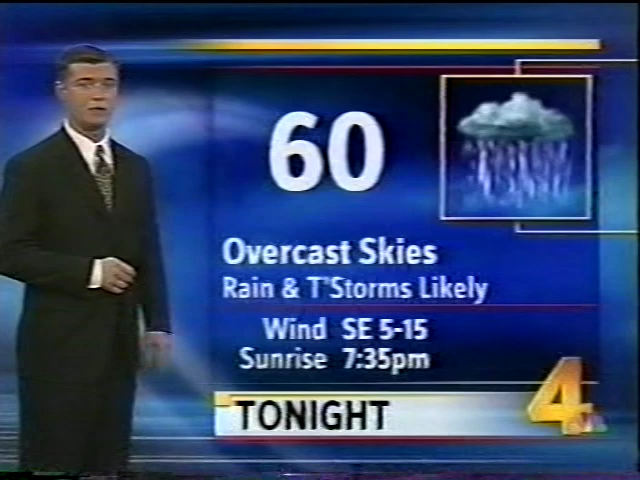 60
Overcast Skies
Rain & T'Storms Likely
Wind SE 5-15
Sunrise 7:35pm
TONIGHT
4